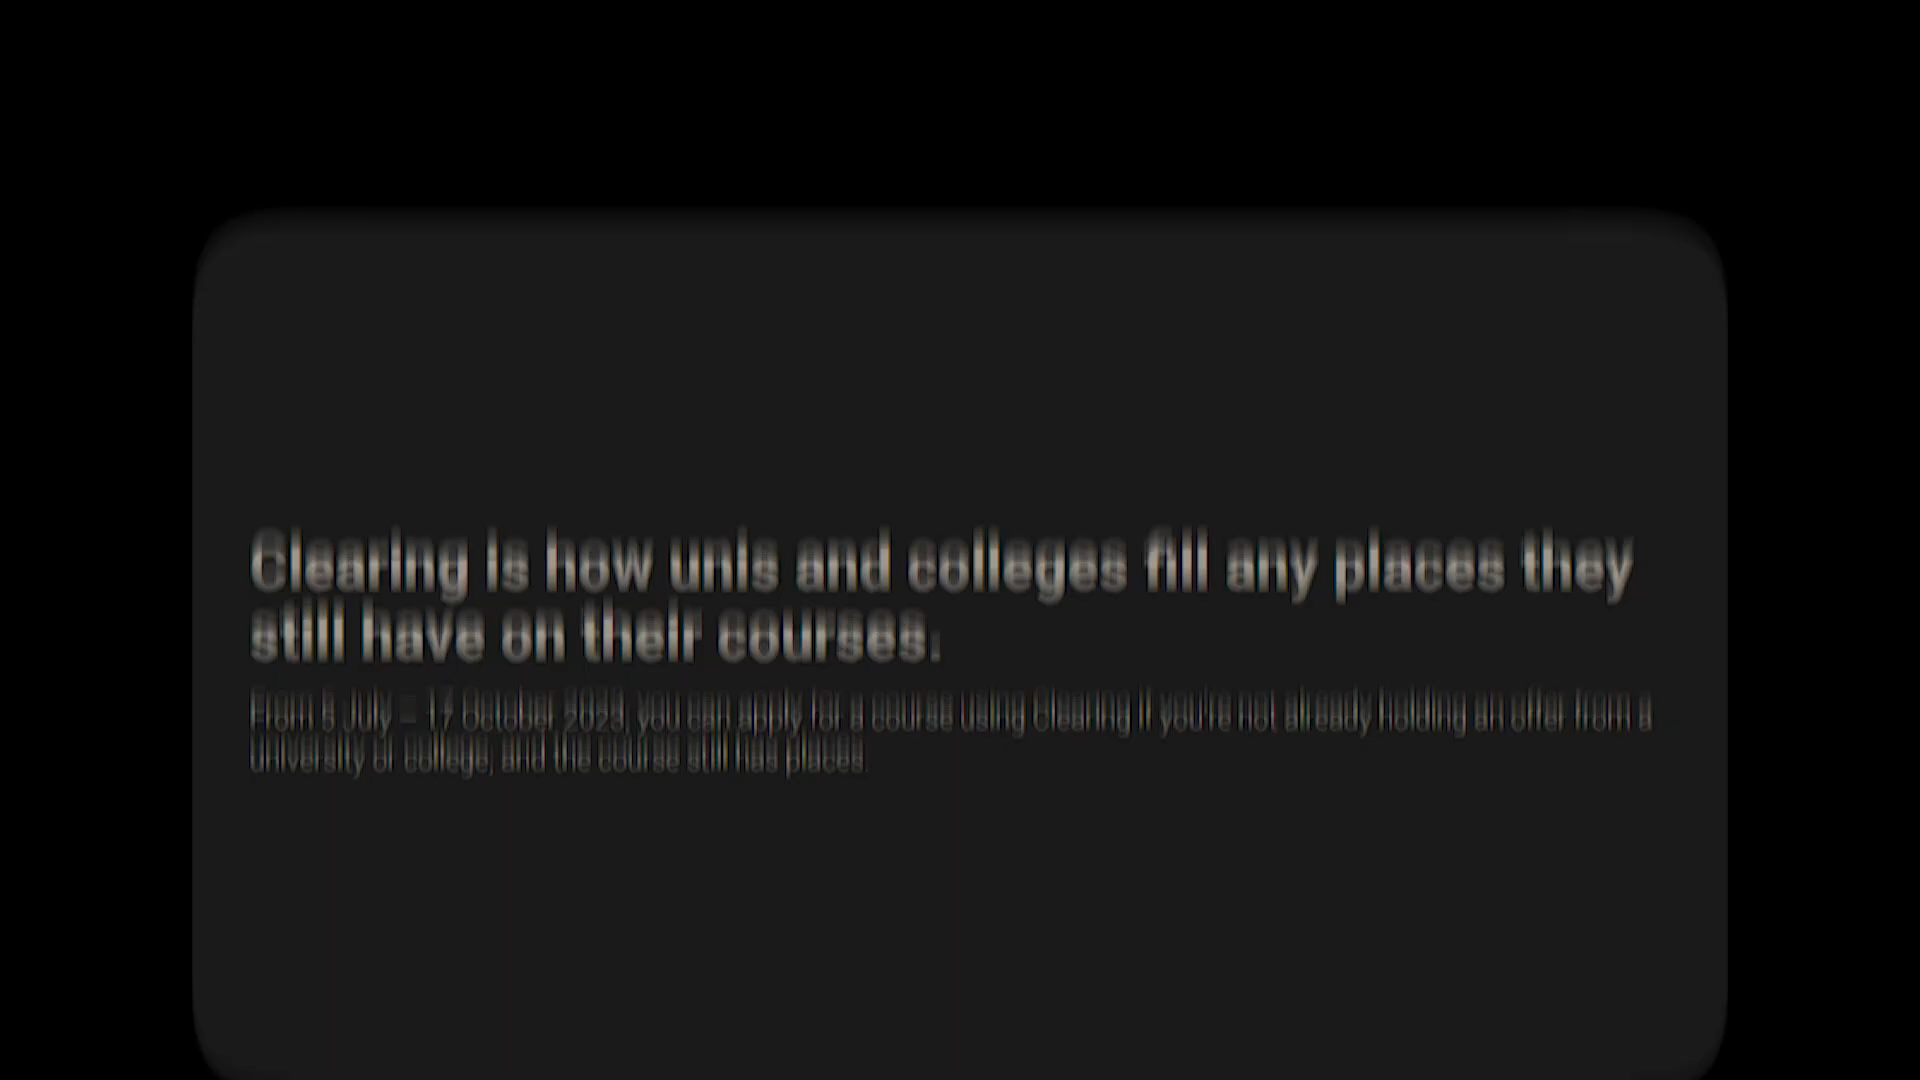 Clearing is how unis and colleges fill any places they
still have on their courses.
From 5 July – 17 October 2023, you can apply for a course using Clearing if you're not already holding an offer from a
university or college, and the course still has places.